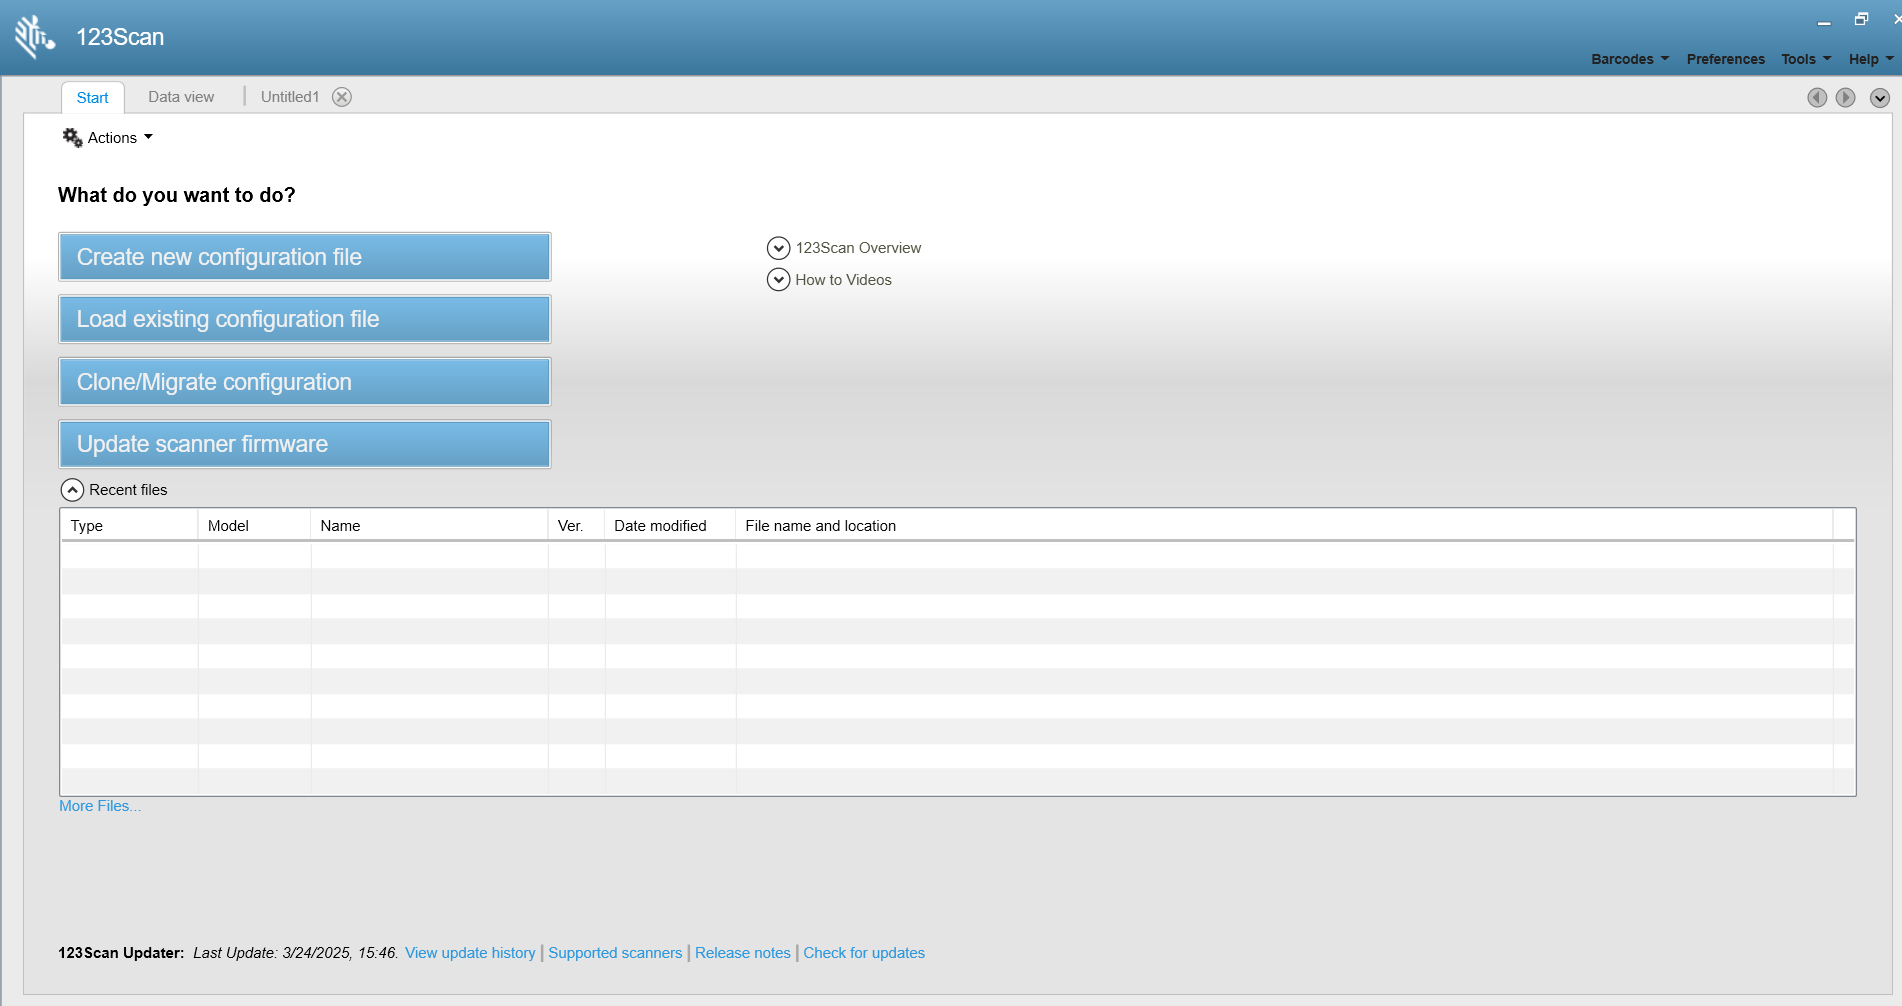 123Scan
Barcodes Preferences Tools Help
Start Data view Untitled1
Actions
What do you want to do?
Create new configuration file
123Scan Overview
How to Videos
Load existing configuration file
Clone/Migrate configuration
Update scanner firmware
Recent files
Type Model Name Ver. Date modified File name and location
More Files...
123Scan Updater: Last Update: 3/24/2025, 15:46. View update history | Supported scanners | Release notes | Check for updates